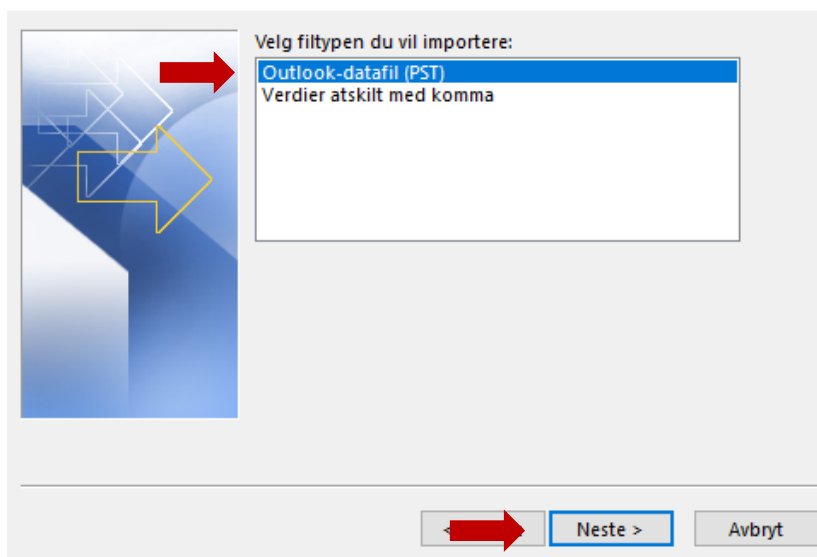 Velg filtypen du vil importere:
Outlook-datafil (PST)
Verdier atskilt med komma
<
Neste >
Avbryt